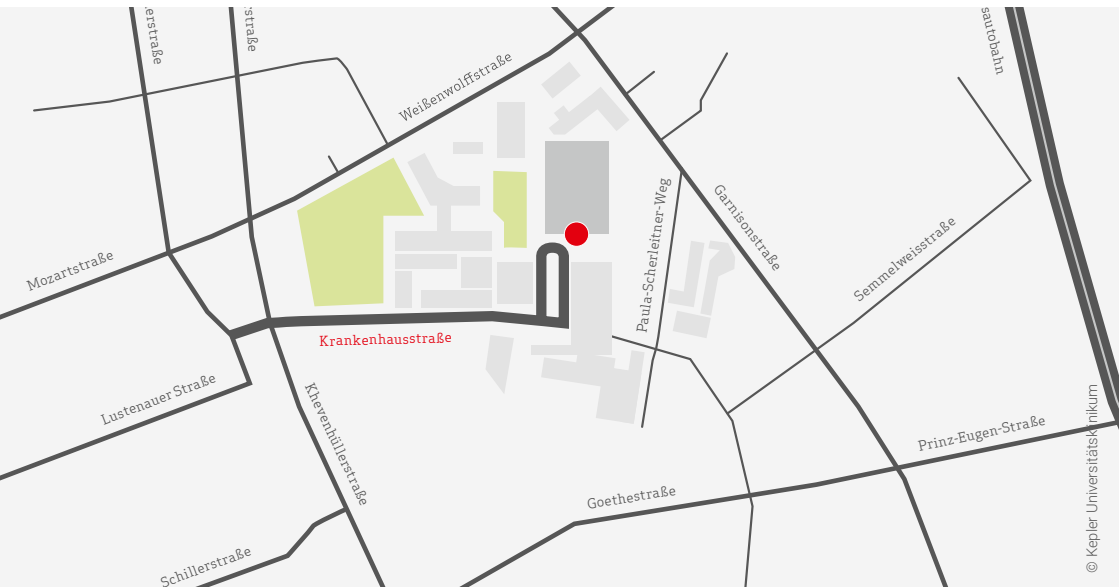 erstraße
rstraße
sautobahn
Weißenwolffstraße
Paula-Scherleitner-Weg
Garnisonstraße
Semmelweisstraße
Mozartstraße
Krankenhausstraße
Lustenauer Straße
Khevenhüllerstraße
Prinz-Eugen-Straße
Goethestraße
Schillerstraße
© Kepler Universitätsklinikum